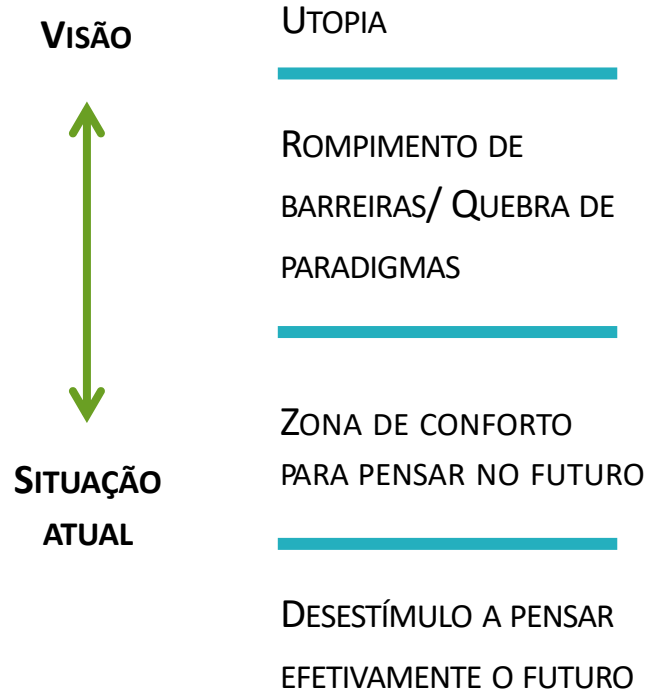 VISÃO
UTOPIA
ROMPIMENTO DE
BARREIRAS/ QUEBRA DE
PARADIGMAS
ZONA DE CONFORTO
PARA PENSAR NO FUTURO
SITUAÇÃO
ATUAL
DESESTÍMULO A PENSAR
EFETIVAMENTE O FUTURO